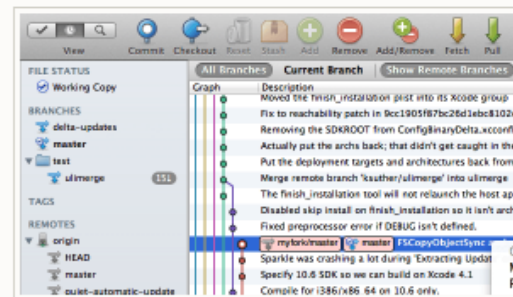 View Commit Checkout Reset Stash Add Remove Add/Remove Fetch Pull
All Branches Current Branch Show Remote Branches
Graph Description
FILE STATUS
Working Copy
BRANCHES
delta-updates
master
test
ulimerge 151
TAGS
REMOTES
origin
HEAD
master
quiet-automatic-update
Moved the finish_installation plist into its Xcode group
Fix to reachability patch in
Removing the SDKROOT from ConfigBinaryDelta.xcconfi
Actually put the archs back; that didn't get caught in the
Put the deployment targets and architectures back from
Merge remote branch 'ksuther/ulimerge' into ulimerge
The finish_installation tool will not relaunch the host ap
Disabled skip install on finish_installation so it isn't arch
Fixed preprocessor error if DEBUG isn't defined.
myfork/master master FSCopyObjectSync
Sparkle was crashing a lot during "Extracting Updat
Specify 10.6 SDK so we can build on Xcode 4.1
Compile for i386/x86_64 on 10.6 only.